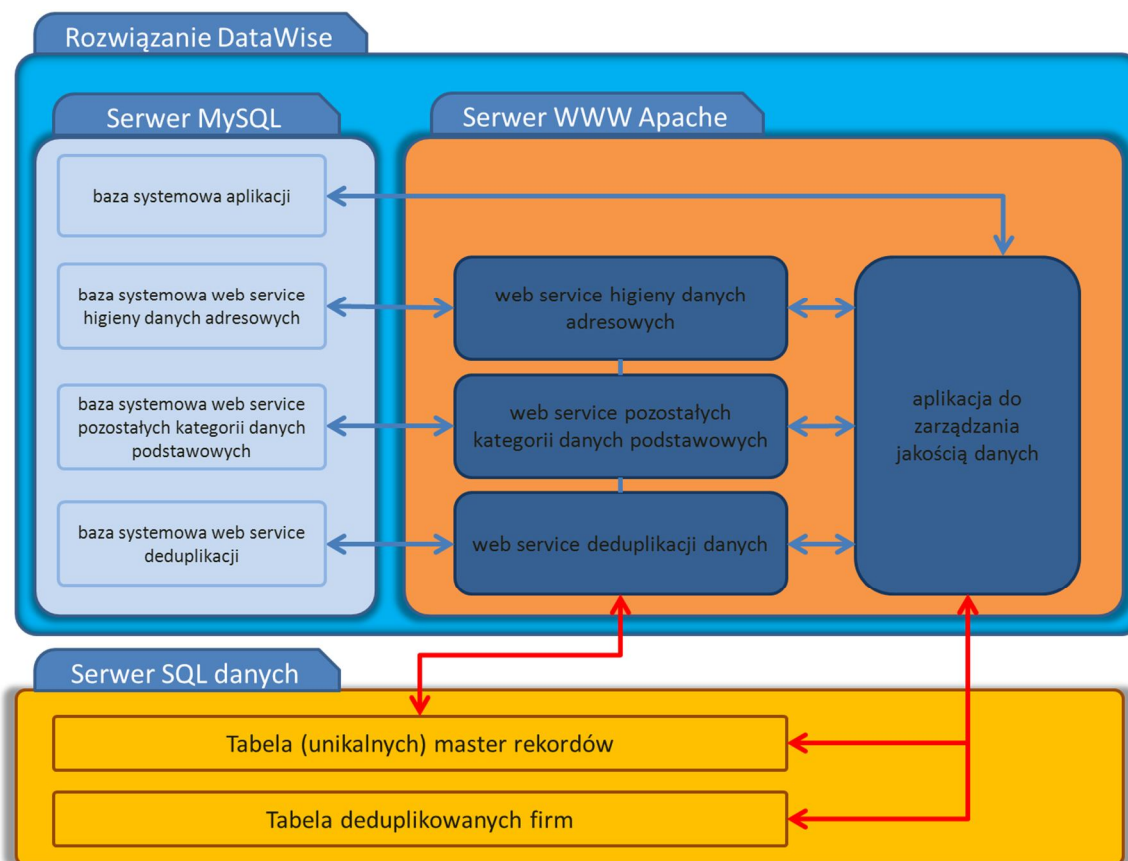 Rozwiązanie DataWise
Serwer MySQL
baza systemowa aplikacji
baza systemowa web service
higieny danych adresowych
baza systemowa web service
pozostałych kategorii danych
podstawowych
baza systemowa web service
deduplikacji
Serwer WWW Apache
web service higieny danych
adresowych
web service pozostałych
kategorii danych podstawowych
web service deduplikacji danych
aplikacja do
zarządzania
jakością danych
Serwer SQL danych
Tabela (unikalnych) master rekordów
Tabela deduplikowanych firm